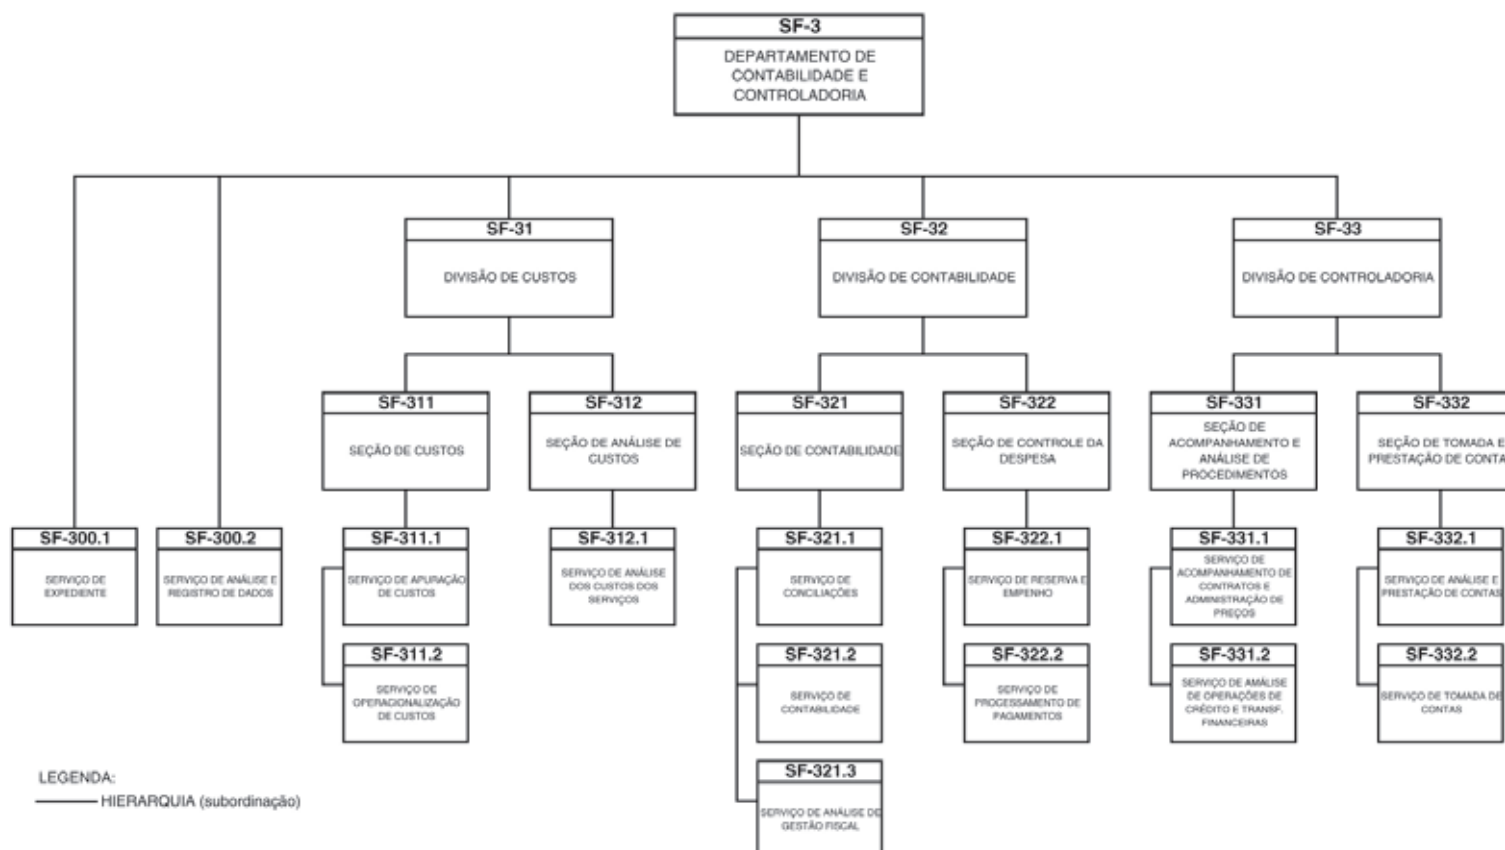 SF-3
DEPARTAMENTO DE
CONTABILIDADE E
CONTROLADORIA
SF-31
DIVISÃO DE CUSTOS
SF-32
DIVISÃO DE CONTABILIDADE
SF-33
DIVISÃO DE CONTROLADORIA
SF-311
SEÇÃO DE CUSTOS
SF-312
SEÇÃO DE ANÁLISE DE
CUSTOS
SF-321
SEÇÃO DE CONTABILIDADE
SF-322
SEÇÃO DE CONTROLE DA
DESPESA
SF-331
SEÇÃO DE
ACOMPANHAMENTO E
ANÁLISE DE
PROCEDIMENTOS
SF-332
SEÇÃO DE TOMADA E
PRESTAÇÃO DE CONTA
SF-300.1
SERVIÇO DE
EXPEDIENTE
SF-300.2
SERVIÇO DE ANÁLISE E
REGISTRO DE DADOS
SF-311.1
SERVIÇO DE APURAÇÃO
DE CUSTOS
SF-312.1
SERVIÇO DE ANÁLISE
DOS CUSTOS DOS
SERVIÇOS
SF-321.1
SERVIÇO DE
CONCILIAÇÕES
SF-322.1
SERVIÇO DE RESERVA E
EMPENHO
SF-331.1
SERVIÇO DE
ACOMPANHAMENTO DE
CONTRATOS E
ADMINISTRAÇÃO DE
PREÇOS
SF-332.1
SERVIÇO DE ANÁLISE E
PRESTAÇÃO DE CONTAS
SF-311.2
SERVIÇO DE
OPERACIONALIZAÇÃO
DE CUSTOS
SF-321.2
SERVIÇO DE
CONTABILIDADE
SF-322.2
SERVIÇO DE
PROCESSAMENTO DE
PAGAMENTOS
SF-331.2
SERVIÇO DE AMÁLISE
DE OPERAÇÕES DE
CRÉDITO E TRANSF.
FINANCEIRAS
SF-332.2
SERVIÇO DE TOMADA DE
CONTAS
SF-321.3
SERVIÇO DE ANÁLISE DE
GESTÃO FISCAL
LEGENDA:
HIERARQUIA (subordinação)